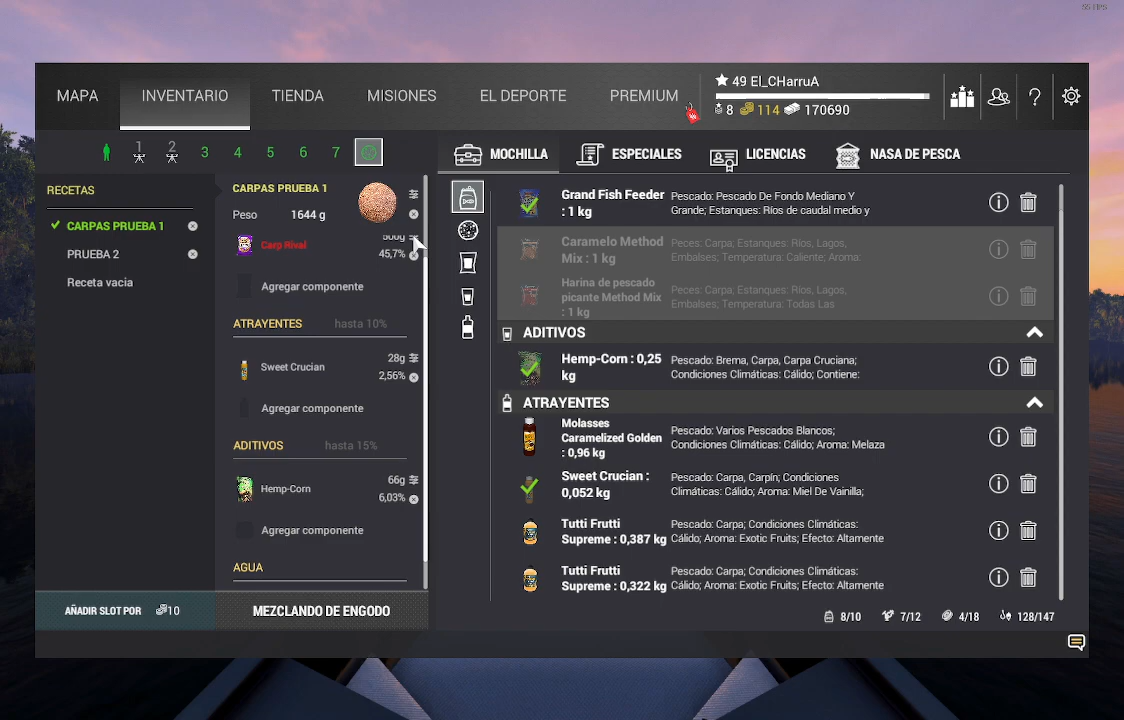 MAPA
INVENTARIO
TIENDA
MISIONES
EL DEPORTE
PREMIUM
49 El_CHarruA
8 114 170690
1 2 3 4 5 6 7
MOCHILLA
ESPECIALES
LICENCIAS
NASA DE PESCA
RECETAS
CARPAS PRUEBA 1
PRUEBA 2
Receta vacia
AÑADIR SLOT POR 10
CARPAS PRUEBA 1
Peso 1644 g
500g
Carp Rival
45,7%
Agregar componente
ATRAYENTES hasta 10%
28g
Sweet Crucian
2,56%
Agregar componente
ADITIVOS hasta 15%
66g
Hemp-Corn
6,03%
Agregar componente
AGUA
MEZCLANDO DE ENGODO
Grand Fish Feeder
: 1 kg
Pescado: Pescado De Fondo Mediano Y
Grande; Estanques: Ríos de caudal medio y
Caramelo Method
Mix : 1 kg
Peces: Carpa, Estanques: Ríos, Lagos,
Embalses; Temperatura: Caliente; Aroma:
Harina de pescado
picante Method Mix
: 1 kg
Peces: Carpa, Estanques: Ríos, Lagos,
Embalses; Temperatura: Todas Las
ADITIVOS
Hemp-Corn : 0,25
kg
Pescado: Brema, Carpa, Carpa Cruciana;
Condiciones Climáticas: Cálido; Contiene:
ATRAYENTES
Molasses
Caramelized Golden
: 0,96 kg
Pescado: Varios Pescados Blancos;
Condiciones Climáticas: Cálido; Aroma: Melaza
Sweet Crucian :
0,052 kg
Pescado: Carpa, Carpín; Condiciones
Climáticas: Cálido; Aroma: Miel De Vainilla;
Tutti Frutti
Supreme : 0,387 kg
Pescado: Carpa; Condiciones Climáticas:
Cálido; Aroma: Exotic Fruits; Efecto: Altamente
Tutti Frutti
Supreme : 0,322 kg
Pescado: Carpa; Condiciones Climáticas:
Cálido; Aroma: Exotic Fruits; Efecto: Altamente
8/10 7/12 4/18 128/147